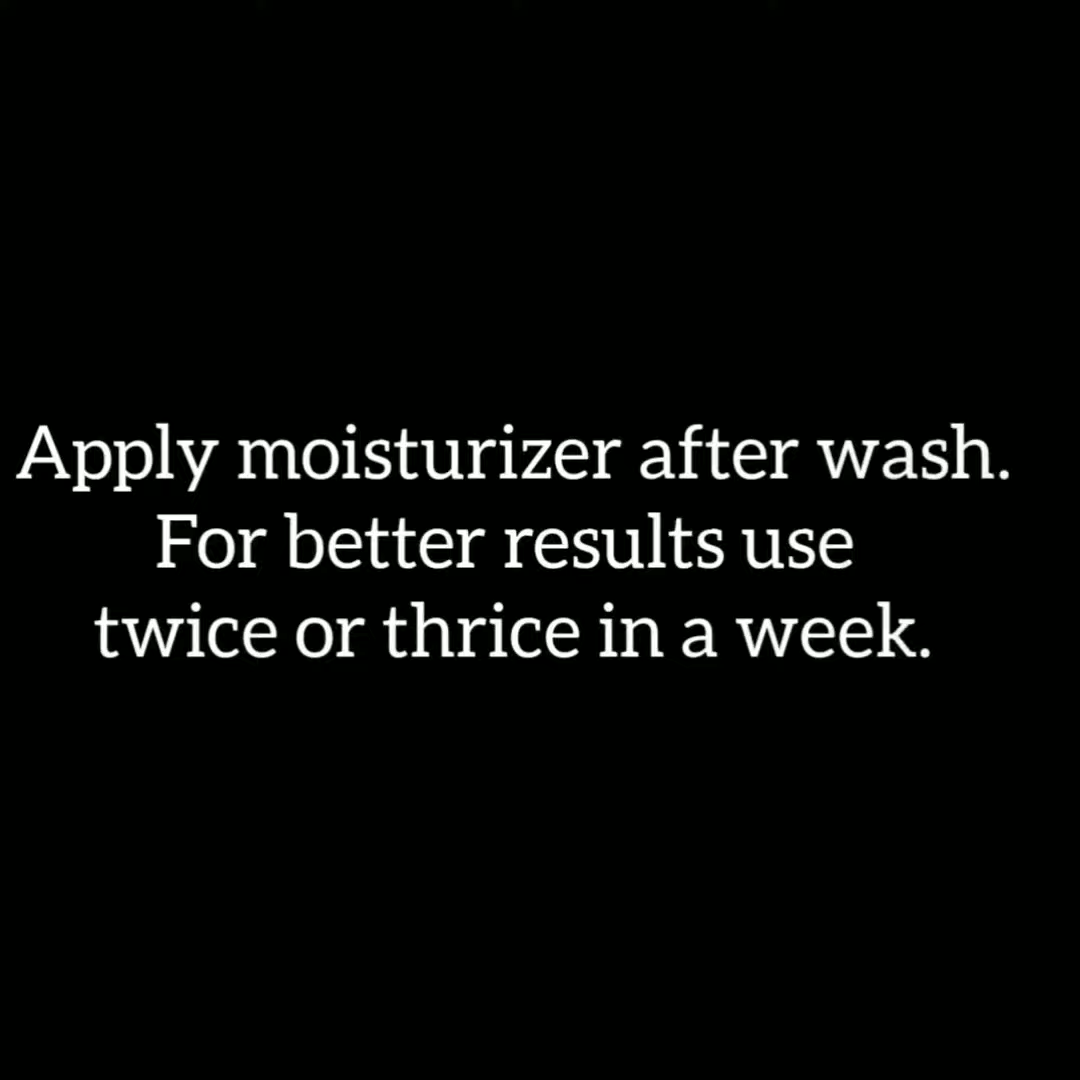 Apply moisturizer after wash.
For better results use
twice or thrice in a week.